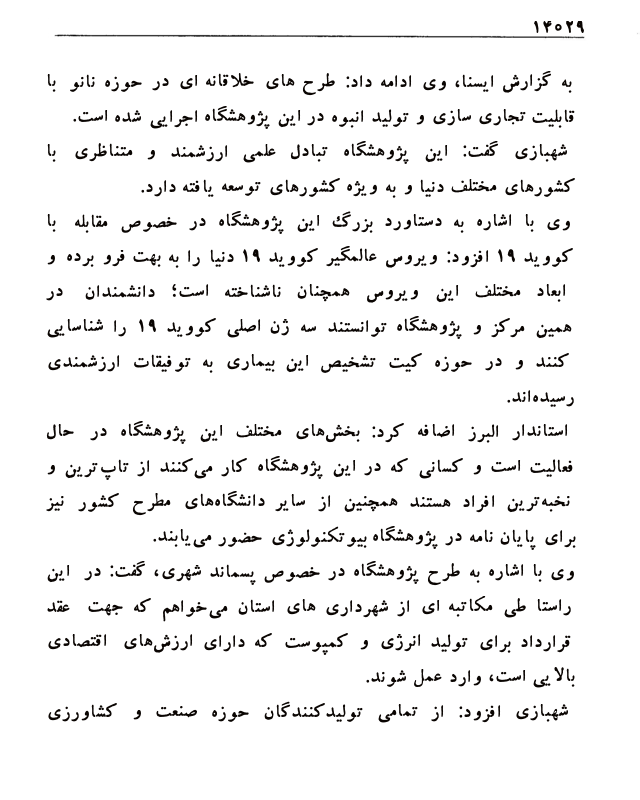 ۱۴۰۲۹
به گزارش ایسنا، وی ادامه داد: طرح های خلاقانه ای در حوزه نانو با
قابلیت تجاری سازی و تولید انبوه در این پژوهشگاه اجرایی شده است.
شهبازی گفت: این پژوهشگاه تبادل علمی ارزشمند و متناظری با
کشورهای مختلف دنیا و به ویژه کشورهای توسعه یافته دارد.
وی با اشاره به دستاورد بزرگ این پژوهشگاه در خصوص مقابله با
کووید ۱۹ افزود: ویروس عالمگیر کووید ۱۹ دنیا را به بهت فرو برده و
ابعاد مختلف این ویروس همچنان ناشناخته است؛ دانشمندان در
همین مرکز و پژوهشگاه توانستند سه ژن اصلی کووید ۱۹ را شناسایی
کنند و در حوزه کیت تشخیص این بیماری به توفیقات ارزشمندی
رسیده‌اند.
استاندار البرز اضافه کرد: بخش‌های مختلف این پژوهشگاه در حال
فعالیت است و کسانی که در این پژوهشگاه کار می‌کنند از تاپ‌ترین و
نخبه‌ترین افراد هستند همچنین از سایر دانشگاه‌های مطرح کشور نیز
برای پایان نامه در پژوهشگاه بیوتکنولوژی حضور می‌یابند.
وی با اشاره به طرح پژوهشگاه در خصوص پسماند شهری، گفت: در این
راستا طی مکاتبه ای از شهرداری های استان می‌خواهم که جهت عقد
قرارداد برای تولید انرژی و کمپوست که دارای ارزش‌های اقتصادی
بالایی است، وارد عمل شوند.
شهبازی افزود: از تمامی تولیدکنندگان حوزه صنعت و کشاورزی